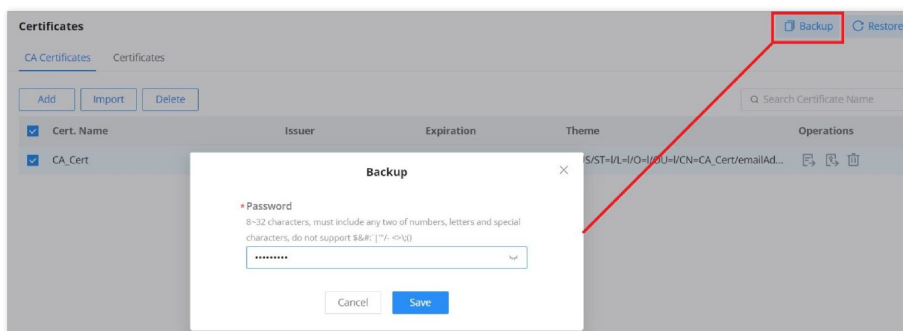 Certificates
Backup
Restore
CA Certificates
Certificates
Add
Import
Delete
Search Certificate Name
Cert. Name
Issuer
Expiration
Theme
Operations
CA_Cert
S/ST=l/L=l/O=l/OU=l/CN=CA_Cert/emailAd...
Backup
*Password
8~32 characters, must include any two of numbers, letters and special
characters, do not support $&#:`|'"/- <>\;()
•••••••••
Cancel
Save